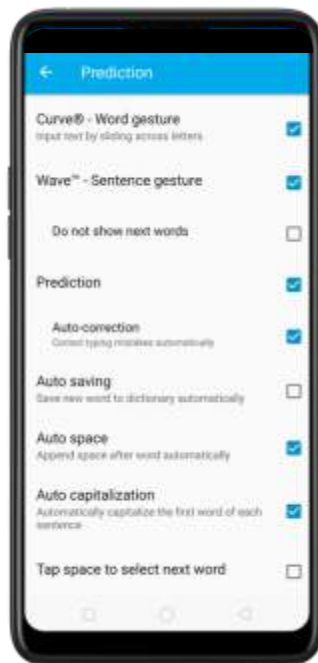 Prediction
Curve® - Word gesture
Input text by sliding across letters
Wave™ - Sentence gesture
Do not show next words
Prediction
Auto-correction
Correct typing mistakes automatically
Auto saving
Save new word to dictionary automatically
Auto space
Append space after word automatically
Auto capitalization
Automatically capitalize the first word of each
sentence
Tap space to select next word